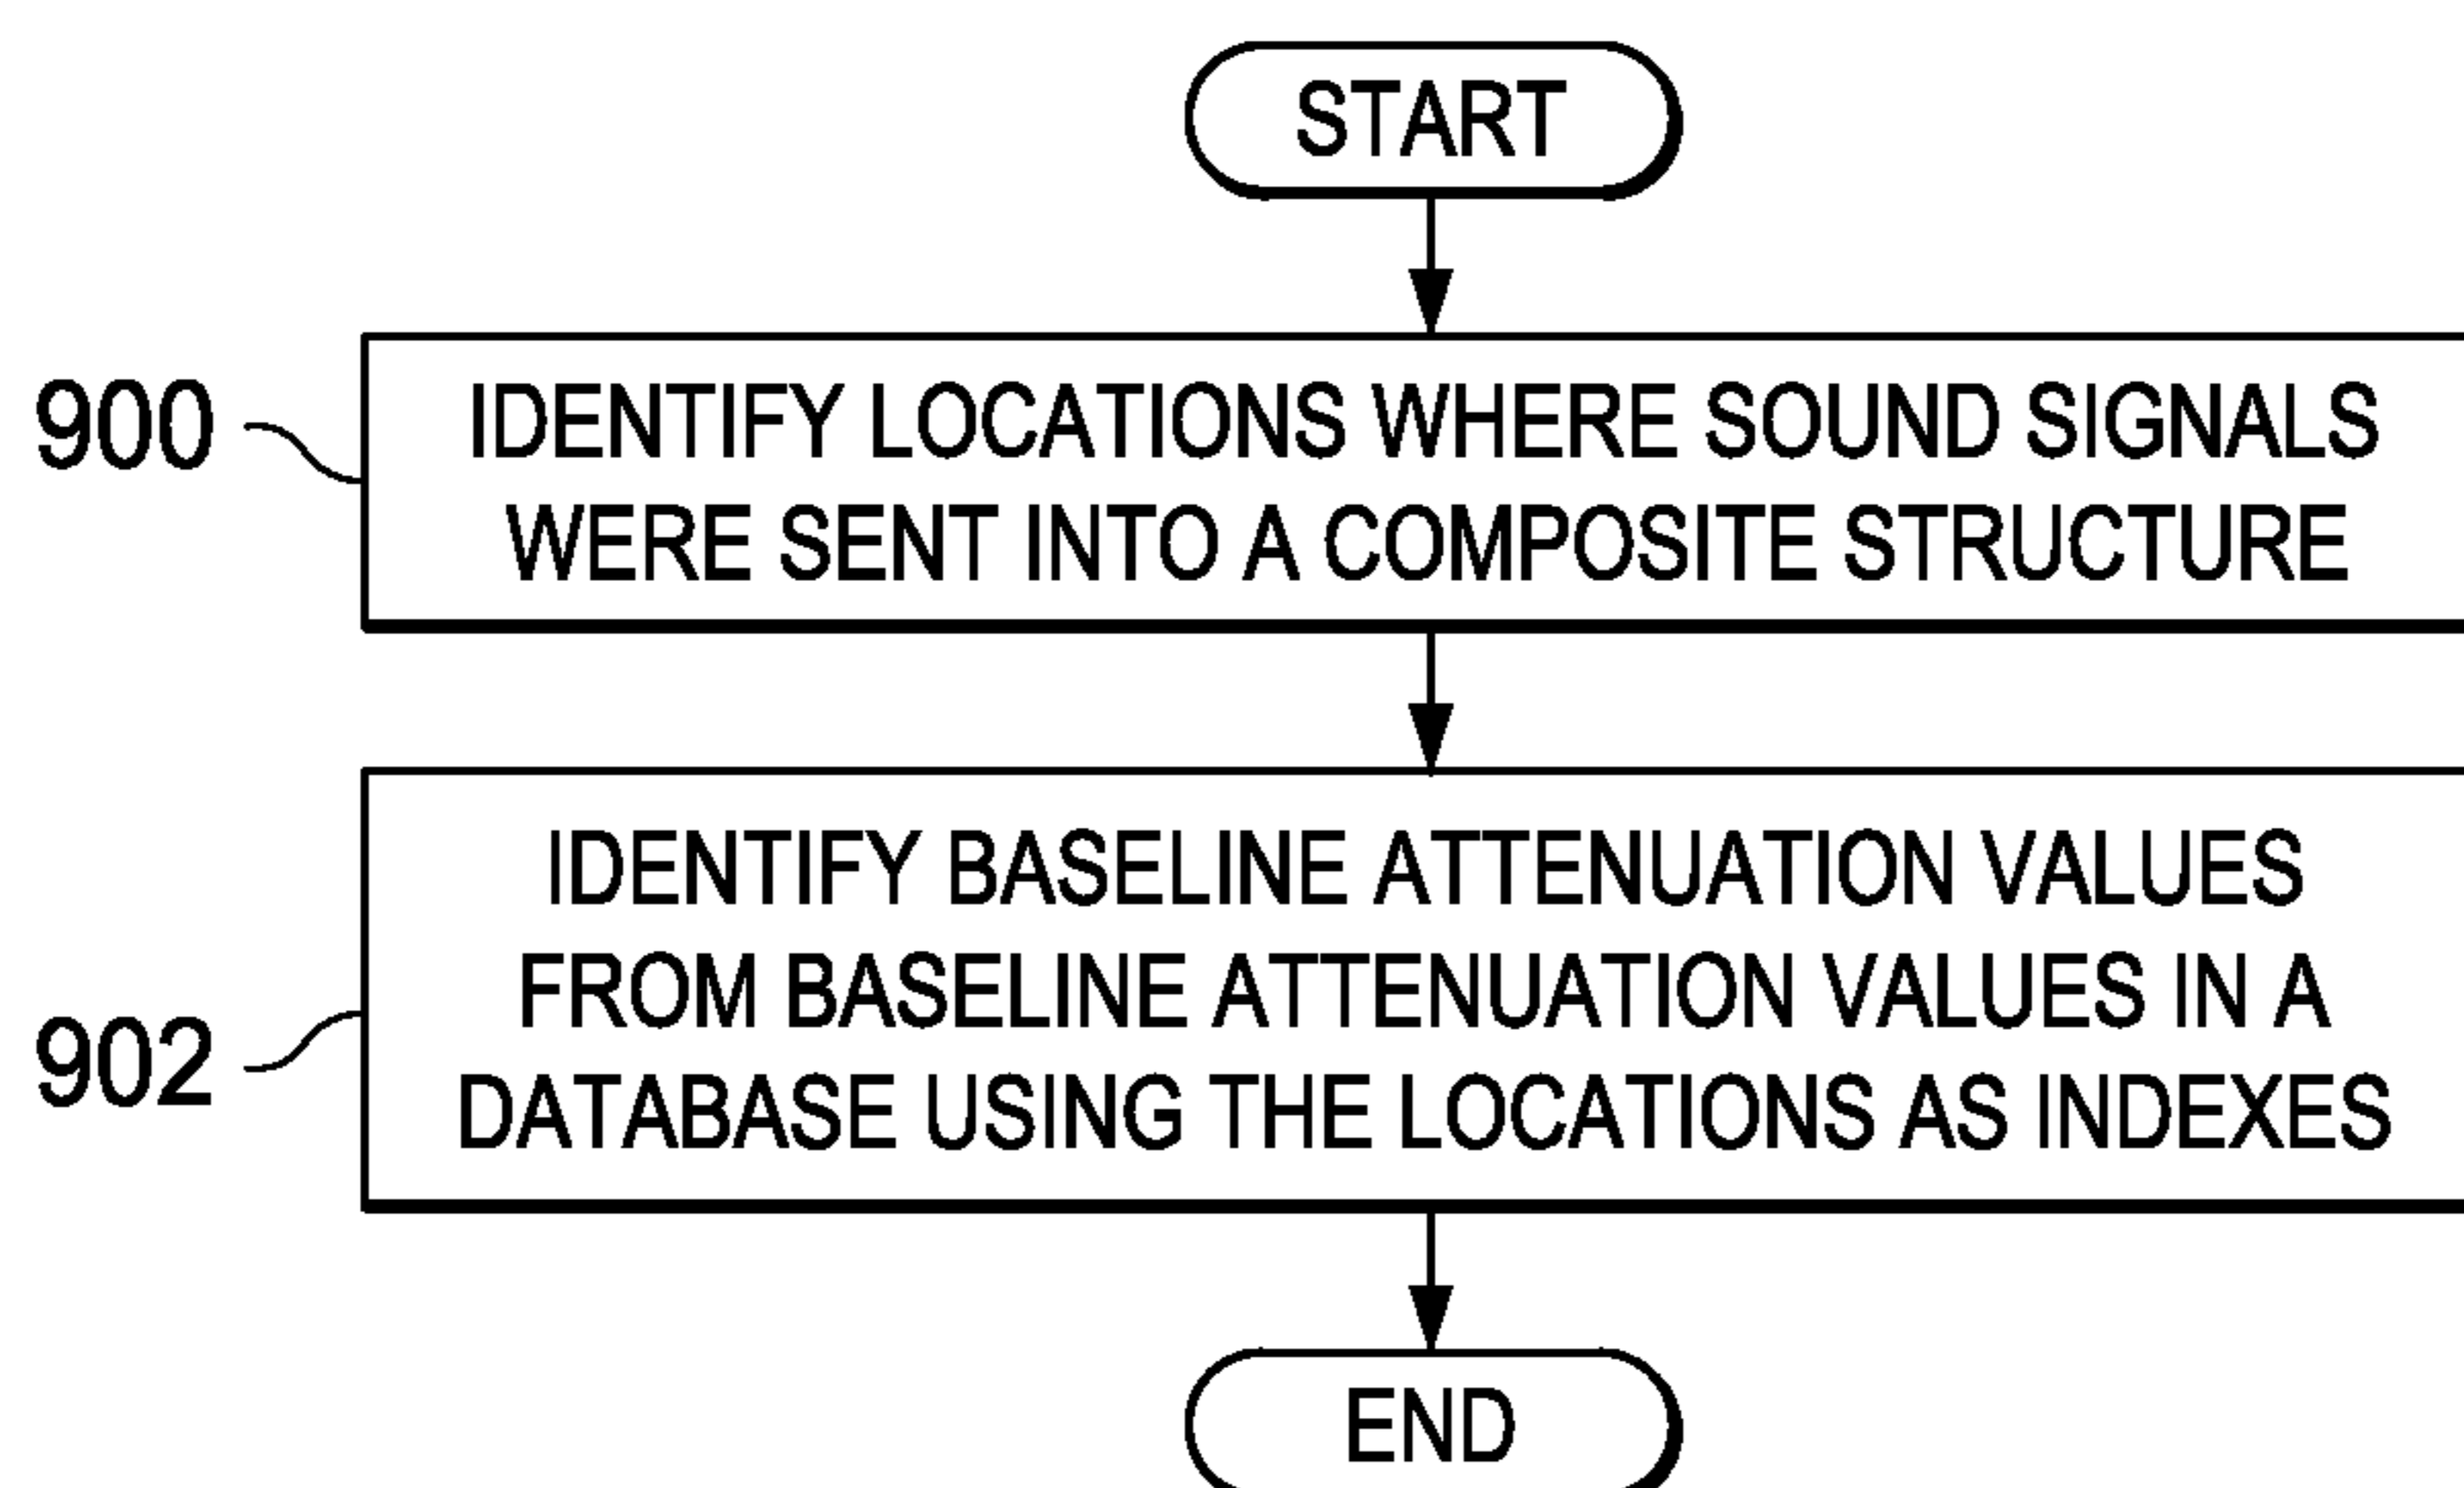 START
900
IDENTIFY LOCATIONS WHERE SOUND SIGNALS
WERE SENT INTO A COMPOSITE STRUCTURE
902
IDENTIFY BASELINE ATTENUATION VALUES
FROM BASELINE ATTENUATION VALUES IN A
DATABASE USING THE LOCATIONS AS INDEXES
END